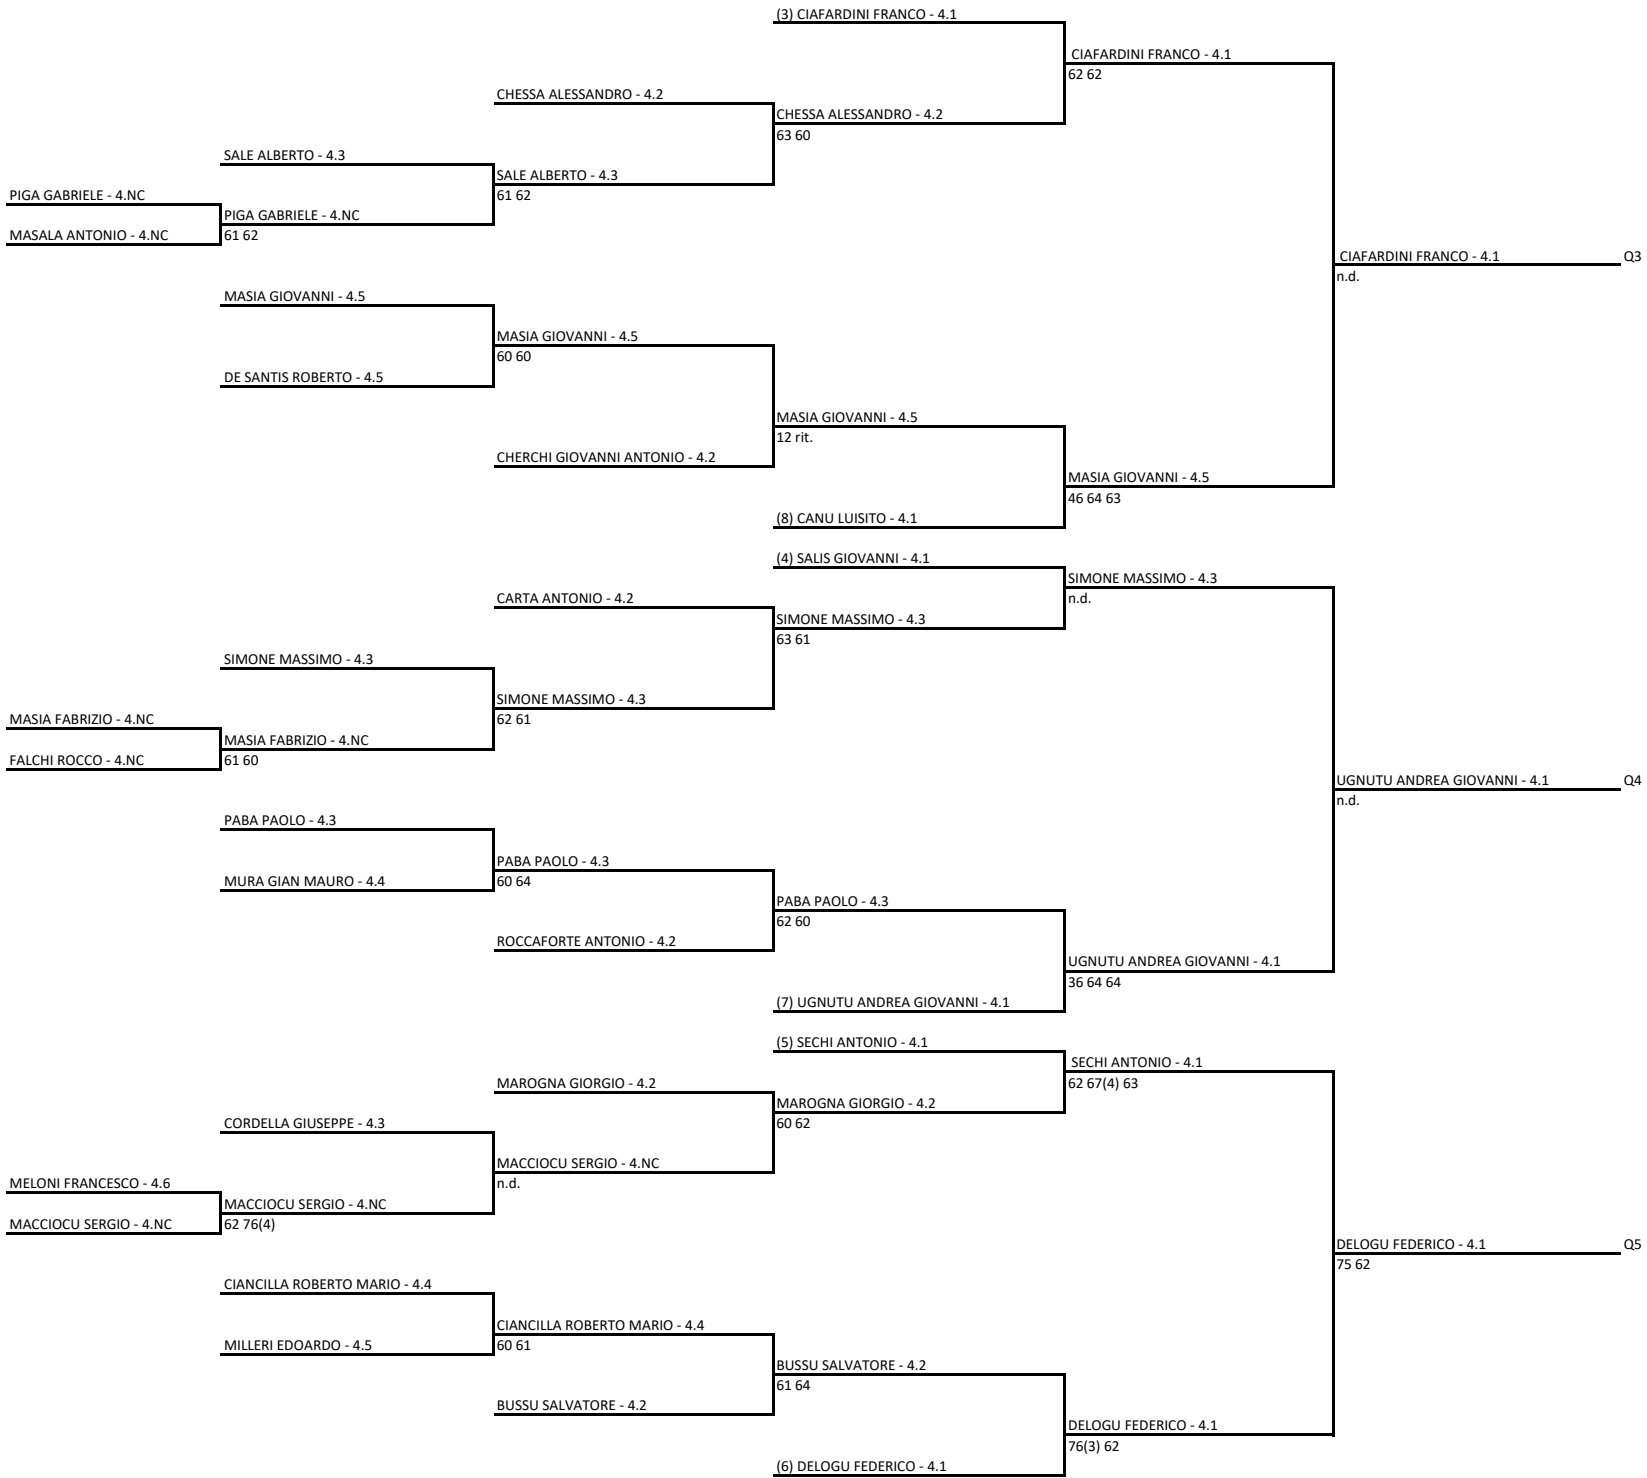 (3) CIAFARDINI FRANCO - 4.1
CIAFARDINI FRANCO - 4.1
62 62
CHESSA ALESSANDRO - 4.2
CHESSA ALESSANDRO - 4.2
63 60
SALE ALBERTO - 4.3
SALE ALBERTO - 4.3
61 62
PIGA GABRIELE - 4.NC
PIGA GABRIELE - 4.NC
MASALA ANTONIO - 4.NC
61 62
CIAFARDINI FRANCO - 4.1
Q3
n.d.
MASIA GIOVANNI - 4.5
MASIA GIOVANNI - 4.5
60 60
DE SANTIS ROBERTO - 4.5
MASIA GIOVANNI - 4.5
12 rit.
CHERCHI GIOVANNI ANTONIO - 4.2
MASIA GIOVANNI - 4.5
46 64 63
(8) CANU LUISITO - 4.1
(4) SALIS GIOVANNI - 4.1
SIMONE MASSIMO - 4.3
n.d.
CARTA ANTONIO - 4.2
SIMONE MASSIMO - 4.3
63 61
SIMONE MASSIMO - 4.3
SIMONE MASSIMO - 4.3
62 61
MASIA FABRIZIO - 4.NC
MASIA FABRIZIO - 4.NC
FALCHI ROCCO - 4.NC
61 60
UGNUTU ANDREA GIOVANNI - 4.1
Q4
n.d.
PABA PAOLO - 4.3
PABA PAOLO - 4.3
60 64
MURA GIAN MAURO - 4.4
PABA PAOLO - 4.3
62 60
ROCCAFORTE ANTONIO - 4.2
UGNUTU ANDREA GIOVANNI - 4.1
36 64 64
(7) UGNUTU ANDREA GIOVANNI - 4.1
(5) SECHI ANTONIO - 4.1
SECHI ANTONIO - 4.1
62 67(4) 63
MAROGNA GIORGIO - 4.2
MAROGNA GIORGIO - 4.2
60 62
CORDELLA GIUSEPPE - 4.3
MACCIOCU SERGIO - 4.NC
n.d.
MELONI FRANCESCO - 4.6
MACCIOCU SERGIO - 4.NC
MACCIOCU SERGIO - 4.NC
62 76(4)
DELOGU FEDERICO - 4.1
Q5
75 62
CIANCILLA ROBERTO MARIO - 4.4
CIANCILLA ROBERTO MARIO - 4.4
60 61
MILLERI EDOARDO - 4.5
BUSSU SALVATORE - 4.2
61 64
BUSSU SALVATORE - 4.2
DELOGU FEDERICO - 4.1
76(3) 62
(6) DELOGU FEDERICO - 4.1